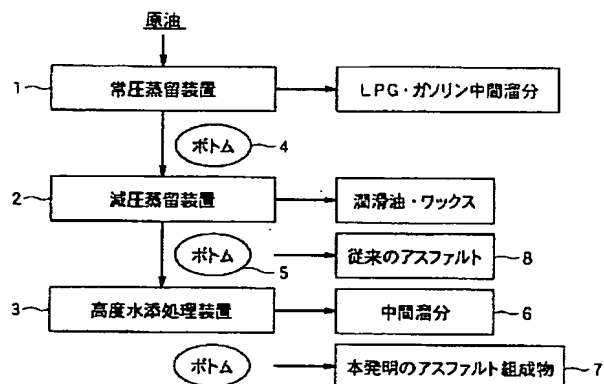 原油
1 常圧蒸留装置 LPG・ガソリン中間溜分
ボトム 4
2 減圧蒸留装置 潤滑油・ワックス
ボトム 5 従来のアスファルト 8
3 高度水添処理装置 中間溜分 6
ボトム 本発明のアスファルト組成物 7